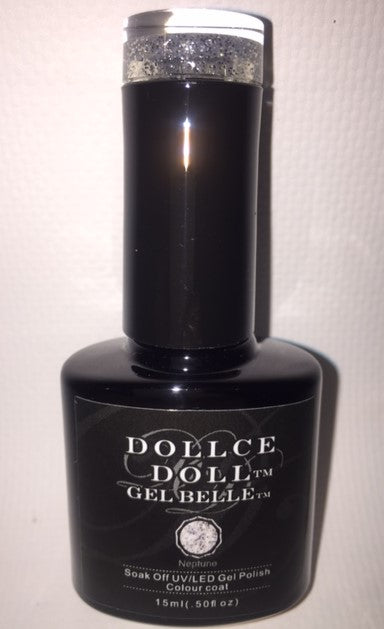 DOLLCE
DOLL™
GEL BELLE™
Neptune
Soak Off UV/LED Gel Polish
Colour coat
15ml(.50fl oz)